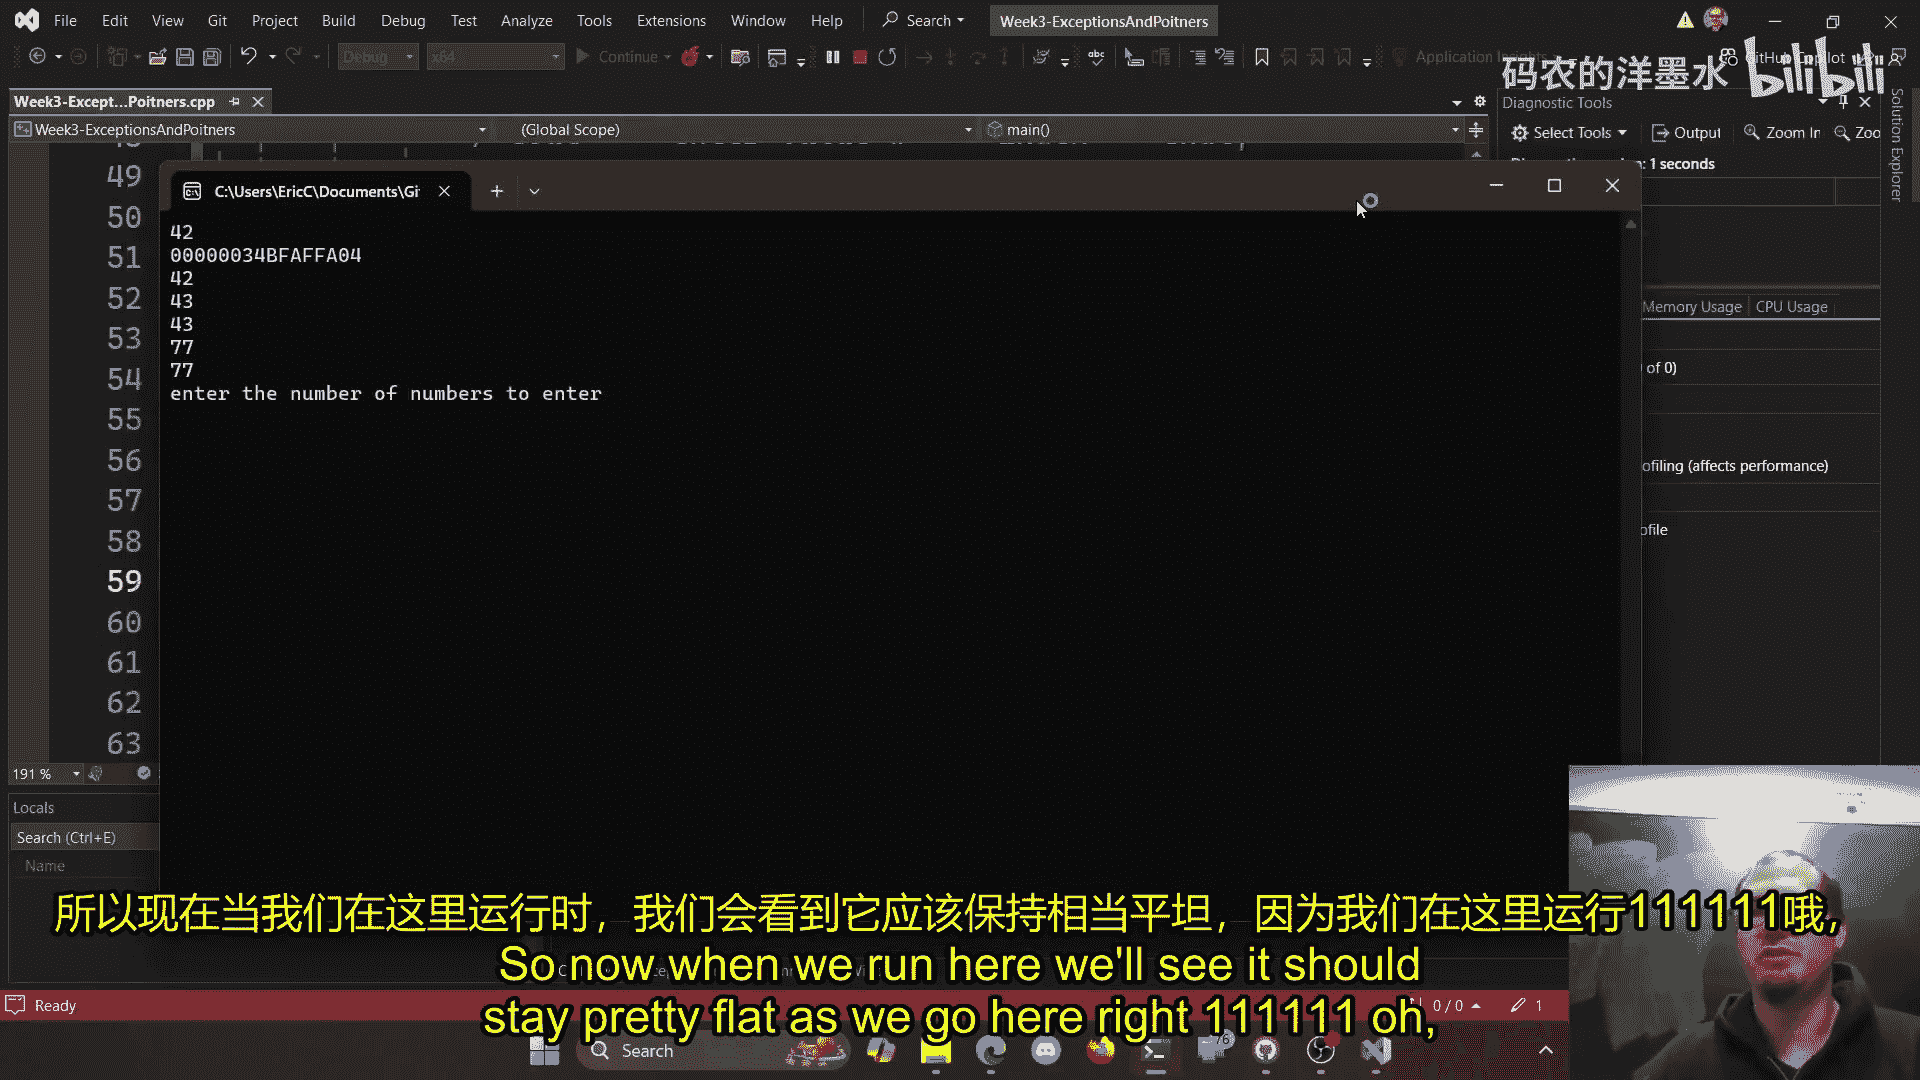 File Edit View Git Project Build Debug Test Analyze Tools Extensions Window Help Search Week3-ExceptionsAndPoitners
Debug x64 Continue Application Insights
码农的洋墨水 bilibili
Week3-Except...Poitners.cpp
Diagnostic Tools
Week3-ExceptionsAndPoitners (Global Scope) main()
Select Tools Output Zoom In Zoo
Solution Explorer
1 seconds
C:\Users\EricC\Documents\Gi
49
50
51
52
53
54
55
56
57
58
59
60
61
62
63
42
00000034BFAFFA04
42
43
43
77
77
enter the number of numbers to enter
Memory Usage CPU Usage
of 0)
ofiling (affects performance)
ofile
191 %
Locals
Search (Ctrl+E)
Name
所以现在当我们在这里运行时，我们会看到它应该保持相当平坦，因为我们在这里运行111111哦，
So now when we run here we'll see it should
stay pretty flat as we go here right 111111 oh,
Ready 0 / 0 1
Search 76